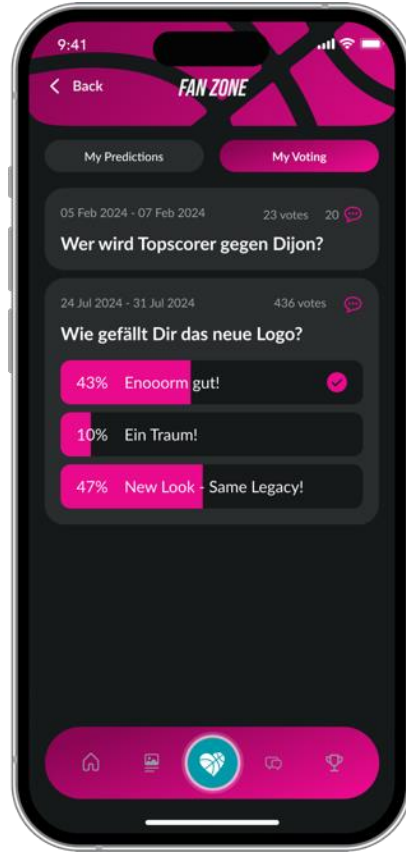 9:41
Back
FAN ZONE
My Predictions
My Voting
05 Feb 2024 - 07 Feb 2024 23 votes 20
Wer wird Topscorer gegen Dijon?
24 Jul 2024 - 31 Jul 2024 436 votes
Wie gefällt Dir das neue Logo?
43% Enooorm gut!
10% Ein Traum!
47% New Look - Same Legacy!